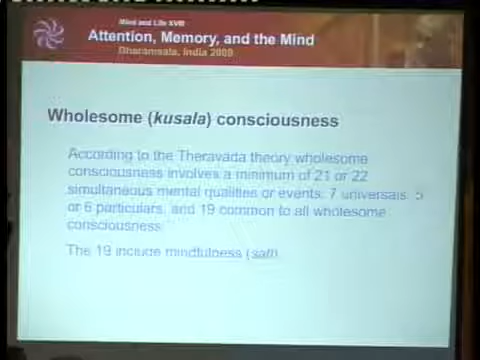 Mind and Life XVIII
Attention, Memory, and the Mind
Dharamsala, India 2009
Wholesome (kusala) consciousness
According to the Theravada theory wholesome
consciousness involves a minimum of 21 or 22
simultaneous mental qualities or events: 7 universals, 5
or 6 particulars, and 19 common to all wholesome
consciousness.
The 19 include mindfulness (sati).